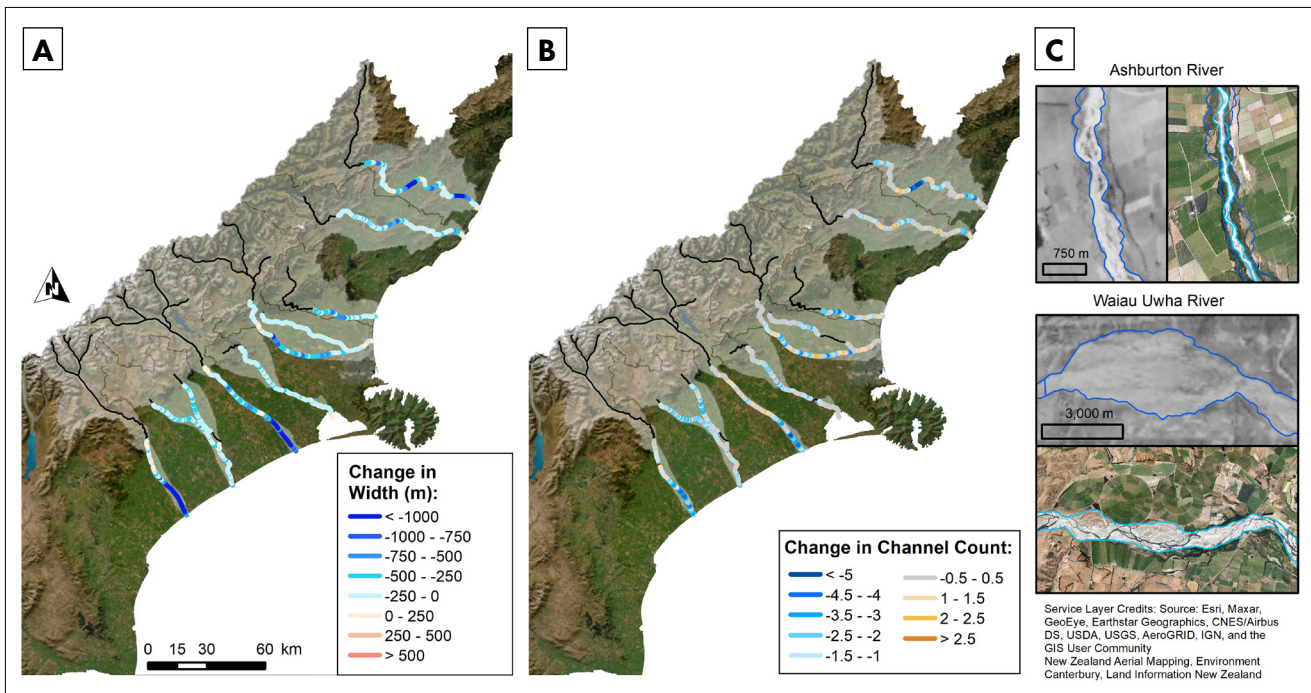 A
N
Change in
Width (m):
< -1000
-1000 - -750
-750 - -500
-500 - -250
-250 - 0
0 - 250
250 - 500
> 500
0 15 30 60 km
B
Change in Channel Count:
< -5
-4.5 - -4
-3.5 - -3
-2.5 - -2
-1.5 - -1
-0.5 - 0.5
1 - 1.5
2 - 2.5
> 2.5
C
Ashburton River
750 m
Waiau Uwha River
3,000 m
Service Layer Credits: Source: Esri, Maxar,
GeoEye, Earthstar Geographics, CNES/Airbus
DS, USDA, USGS, AeroGRID, IGN, and the
GIS User Community
New Zealand Aerial Mapping, Environment
Canterbury, Land Information New Zealand